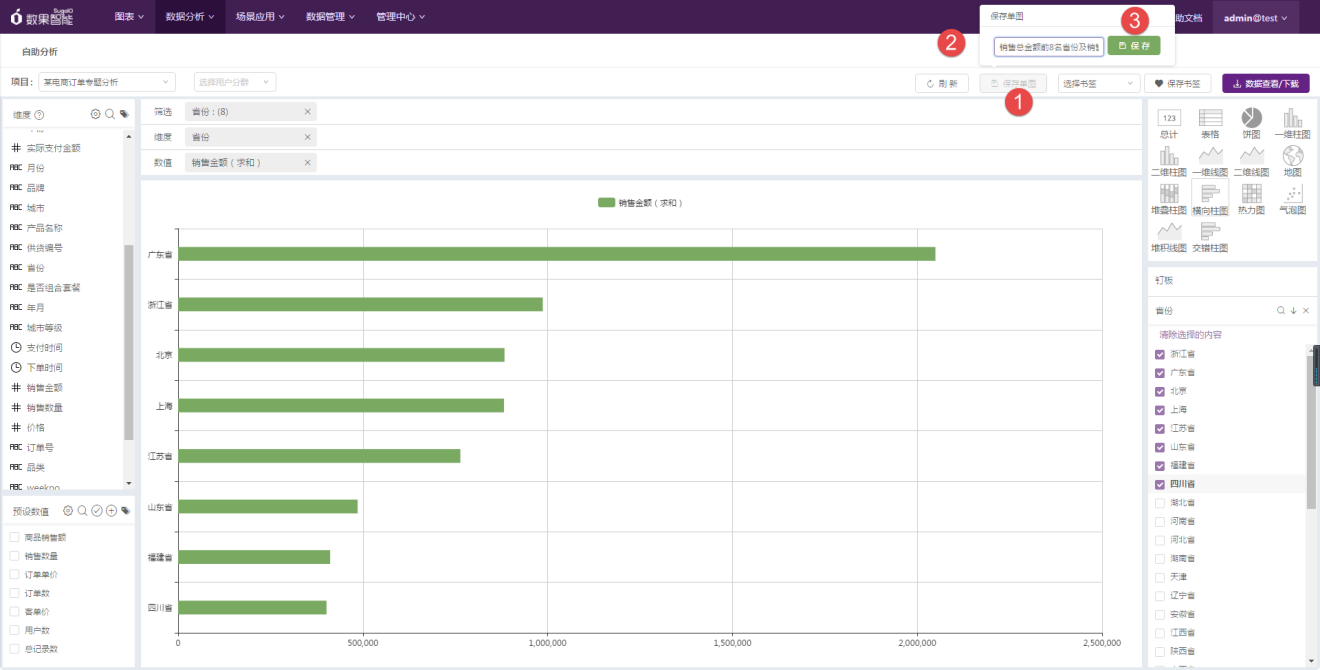 SugoIO
数果智能
图表
数据分析
场景应用
数据管理
管理中心
助文档
admin@test
保存单图
销售总金额前8名省份及销售
保存
1
2
3
自助分析
项目:
某电商订单专题分析
选择用户分群
刷新
保存单图
选择书签
保存书签
数据查看/下载
维度
实际支付金额
月份
品牌
城市
产品名称
供货编号
省份
是否组合套餐
年月
城市等级
支付时间
下单时间
销售金额
销售数量
价格
订单号
品类
weekno
预设数值
商品销售额
销售数量
订单单价
订单数
客单价
用户数
总记录数
筛选
省份 : (8)
维度
省份
数值
销售金额 ( 求和 )
销售金额 ( 求和 )
广东省
浙江省
北京
上海
江苏省
山东省
福建省
四川省
0
500,000
1,000,000
1,500,000
2,000,000
2,500,000
123
总计
表格
饼图
一维柱图
二维柱图
一维线图
二维线图
地图
堆叠柱图
横向柱图
热力图
气泡图
堆积线图
交错柱图
钉板
省份
清除选择的内容
浙江省
广东省
北京
上海
江苏省
山东省
福建省
四川省
湖北省
河南省
河北省
湖南省
天津
辽宁省
安徽省
江西省
陕西省